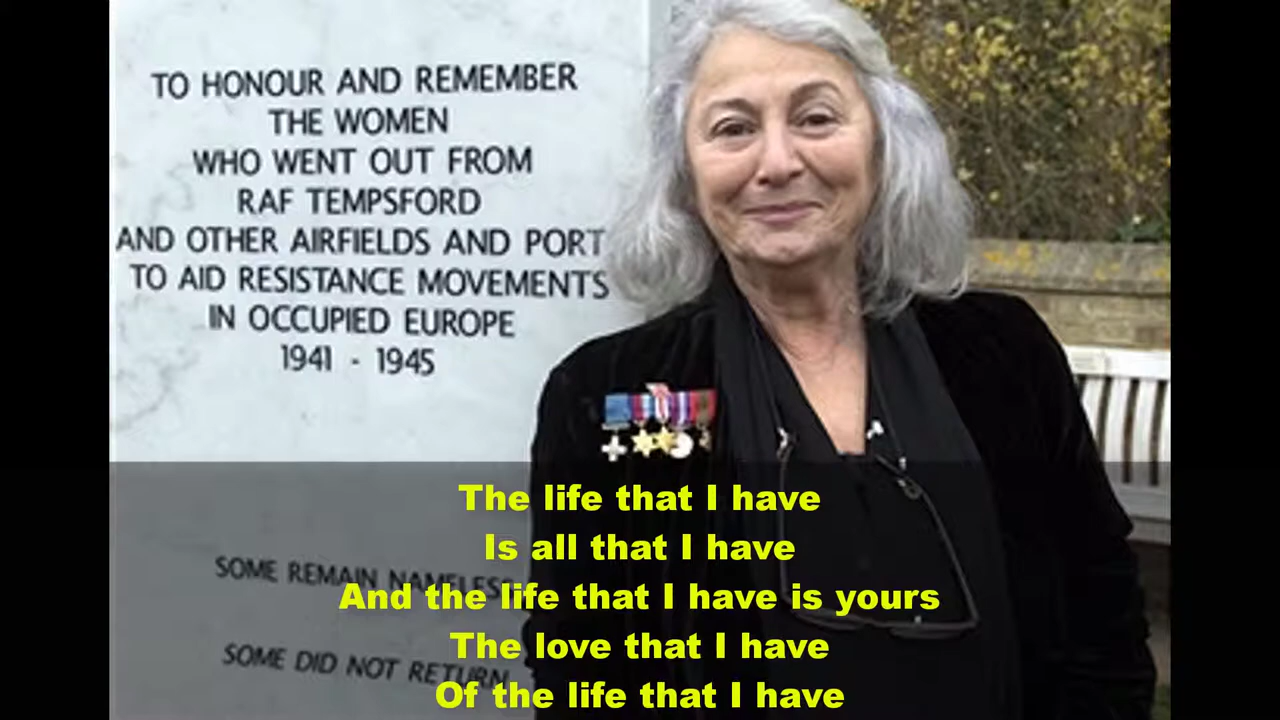 TO HONOUR AND REMEMBER
THE WOMEN
WHO WENT OUT FROM
RAF TEMPSFORD
AND OTHER AIRFIELDS AND PORT
TO AID RESISTANCE MOVEMENTS
IN OCCUPIED EUROPE
1941 - 1945
SOME REMAIN NAMELESS
SOME DID NOT RETURN
The life that I have
Is all that I have
And the life that I have is yours
The love that I have
Of the life that I have